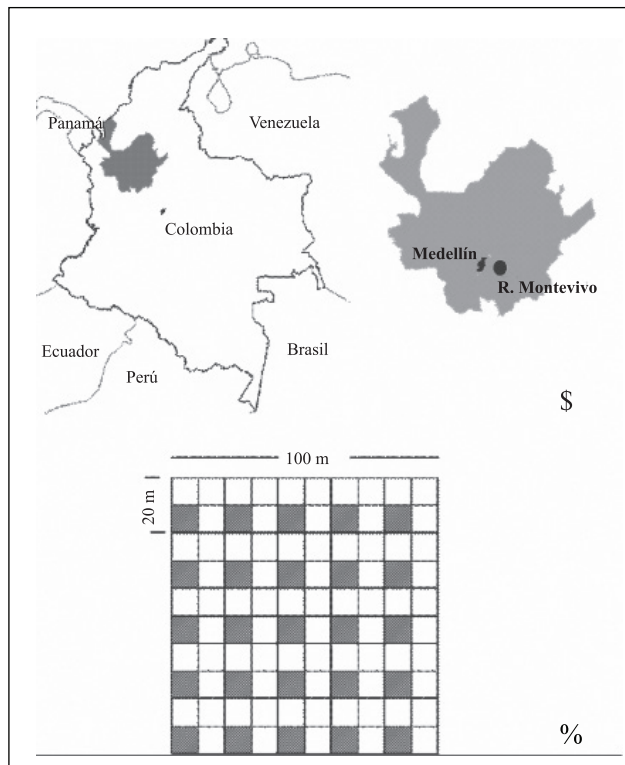 Panamá
Venezuela
Colombia
Ecuador
Perú
Brasil
Medellín
R. Montevivo
$
100 m
20 m
%